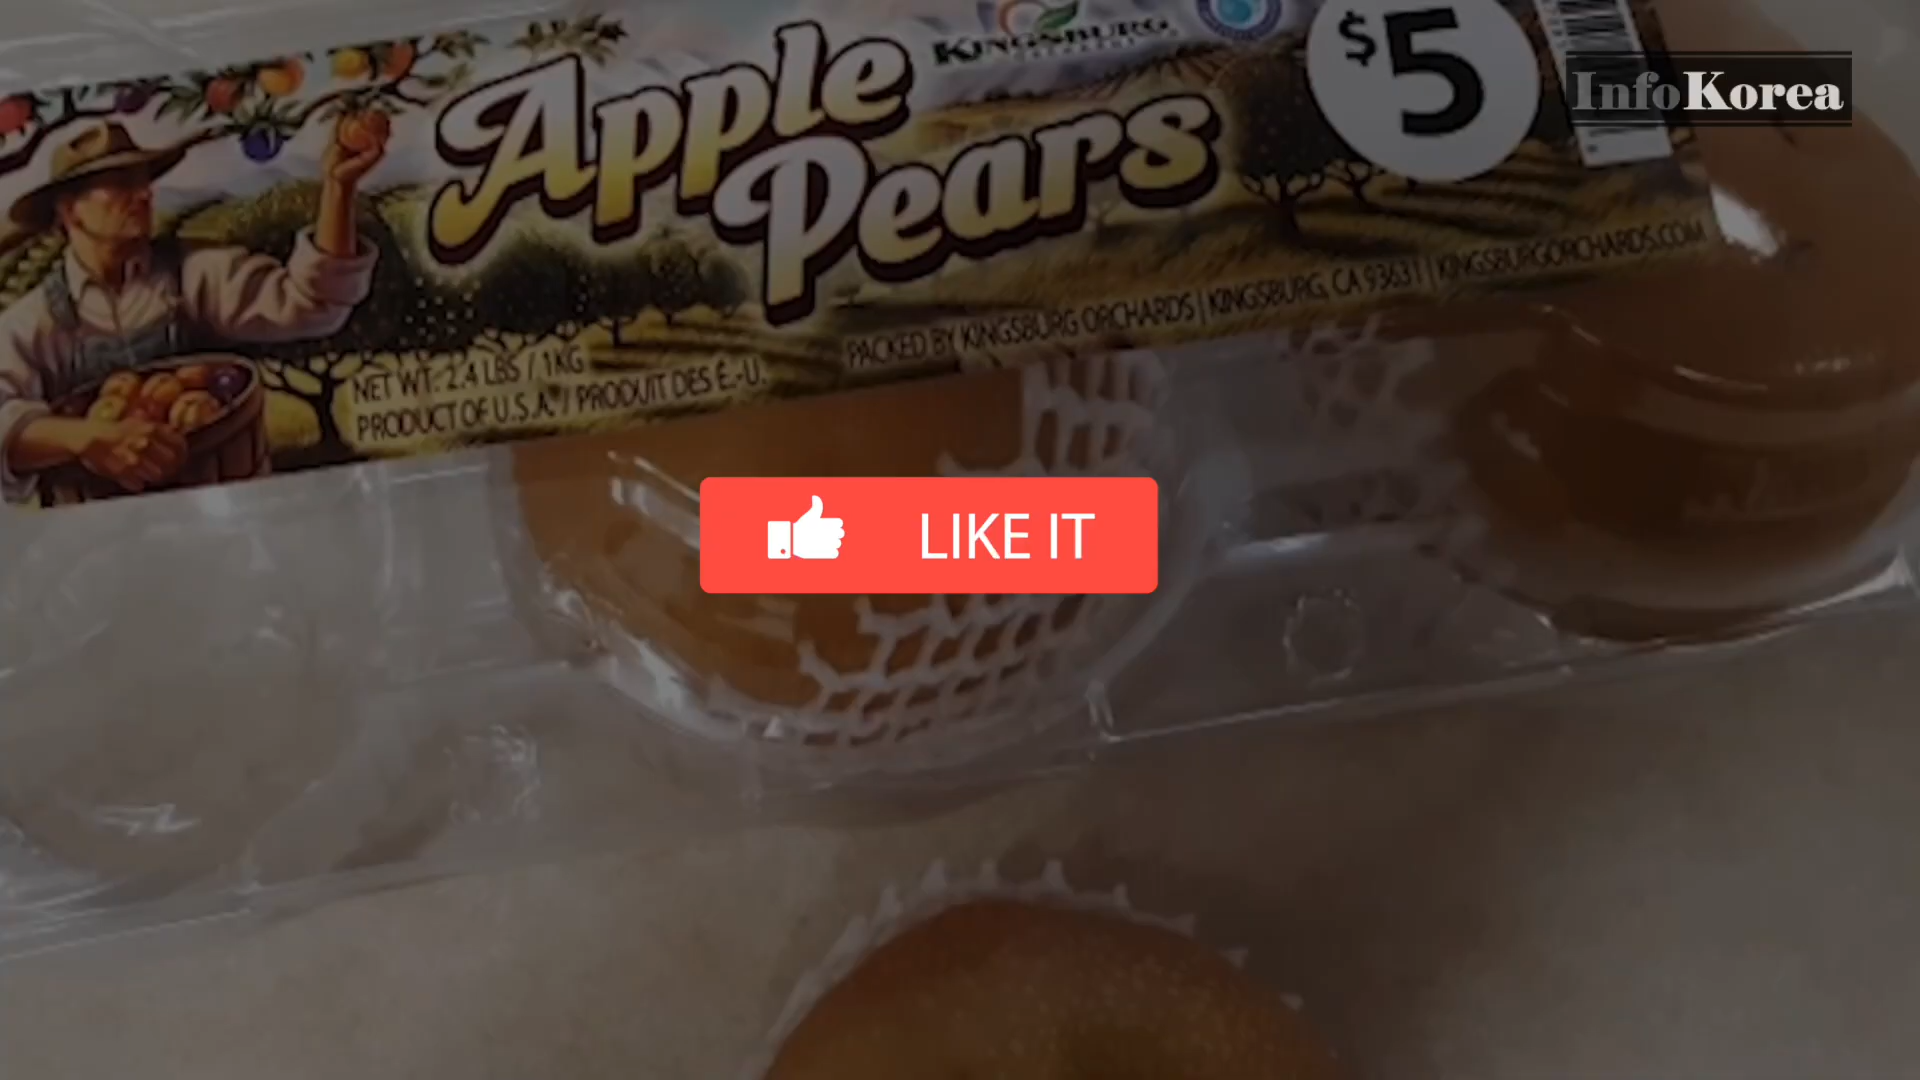 Apple
Pears
KINGSBURG
ORCHARDS
$5
InfoKorea
NET WT. 2.4 LBS / 1KG
PRODUCT OF U.S.A. / PRODUIT DES É.-U.
PACKED BY KINGSBURG ORCHARDS | KINGSBURG, CA 93631 | KINGSBURGORCHARDS.COM
LIKE IT